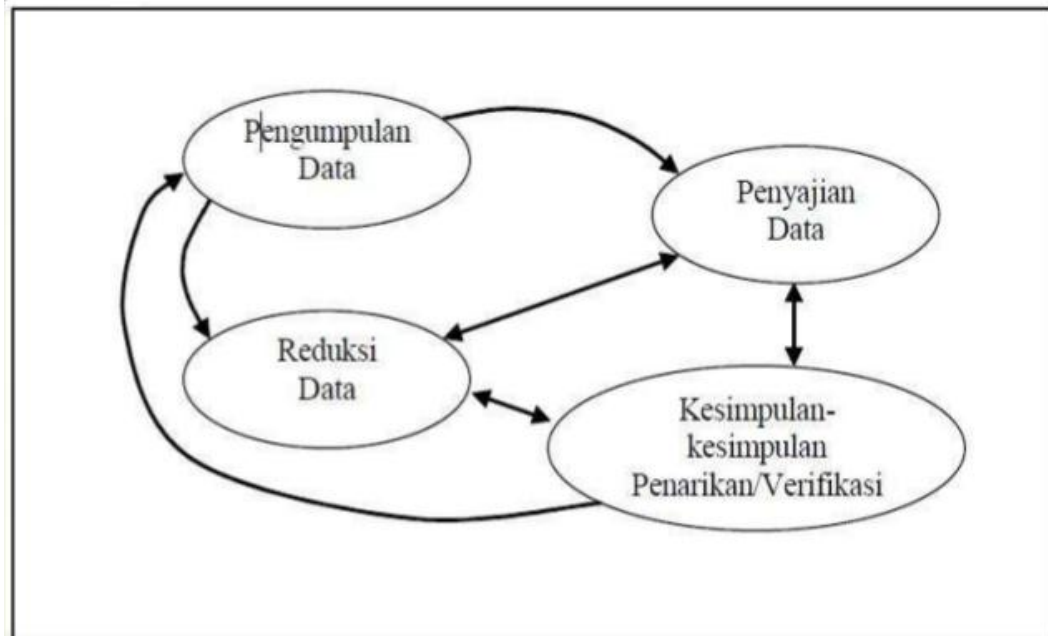 Pengumpulan
Data
Penyajian
Data
Reduksi
Data
Kesimpulan-
kesimpulan
Penarikan/Verifikasi